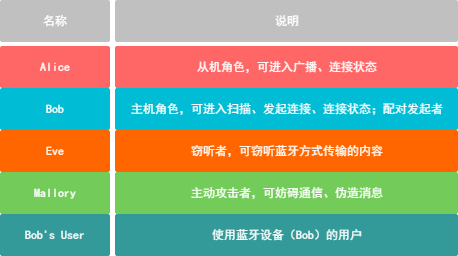 名称 说明
Alice 从机角色，可进入广播、连接状态
Bob 主机角色，可进入扫描、发起连接、连接状态；配对发起者
Eve 窃听者，可窃听蓝牙方式传输的内容
Mallory 主动攻击者，可妨碍通信、伪造消息
Bob's User 使用蓝牙设备（Bob）的用户